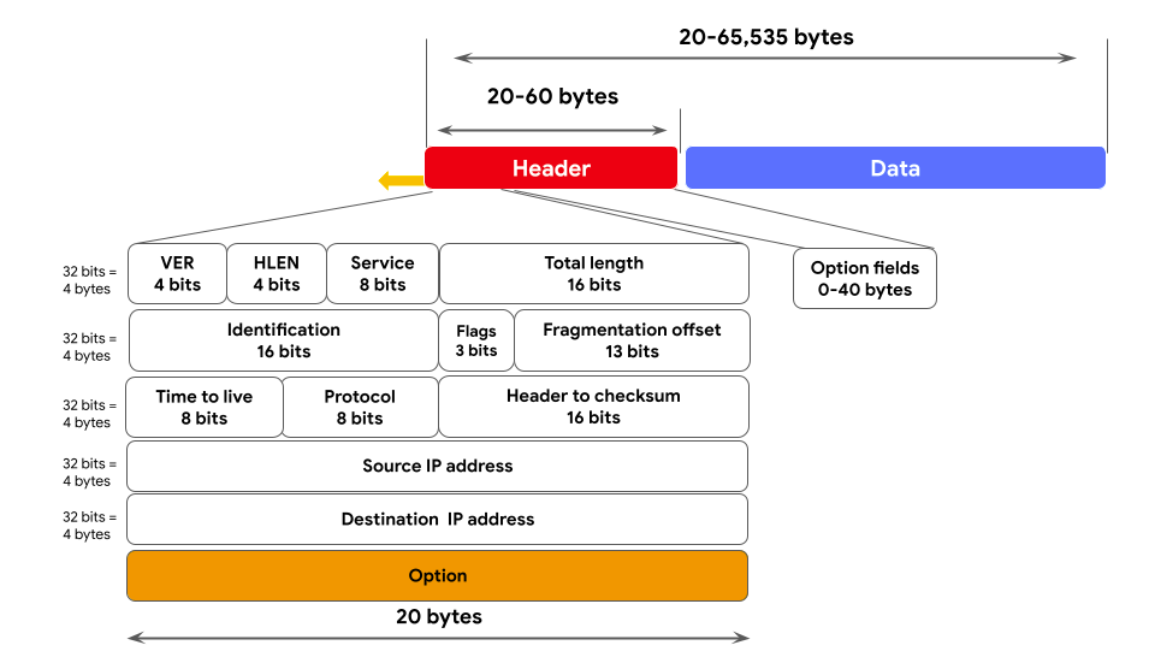 20-65,535 bytes
20-60 bytes
Header
Data
32 bits =
4 bytes
VER
4 bits
HLEN
4 bits
Service
8 bits
Total length
16 bits
Option fields
0-40 bytes
32 bits =
4 bytes
Identification
16 bits
Flags
3 bits
Fragmentation offset
13 bits
32 bits =
4 bytes
Time to live
8 bits
Protocol
8 bits
Header to checksum
16 bits
32 bits =
4 bytes
Source IP address
32 bits =
4 bytes
Destination IP address
Option
20 bytes